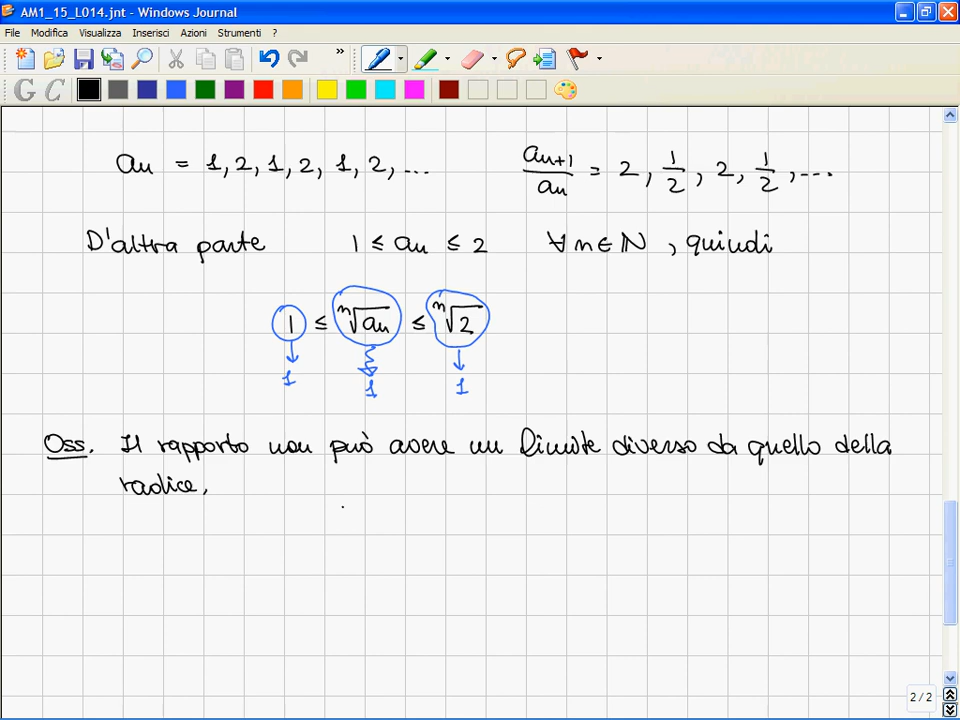 AM1_15_L014.jnt - Windows Journal
File Modifica Visualizza Inserisci Azioni Strumenti ?
G C
an = 1, 2, 1, 2, 1, 2, ... an+1/an = 2, 1/2, 2, 1/2, ...
D'altra parte 1 ≤ an ≤ 2 ∀ n ∈ ℕ, quindi
1 ≤ ⁿ√an ≤ ⁿ√2
1 1 1
Oss. Il rapporto non può avere un limite diverso da quello della
radice,
2 / 2